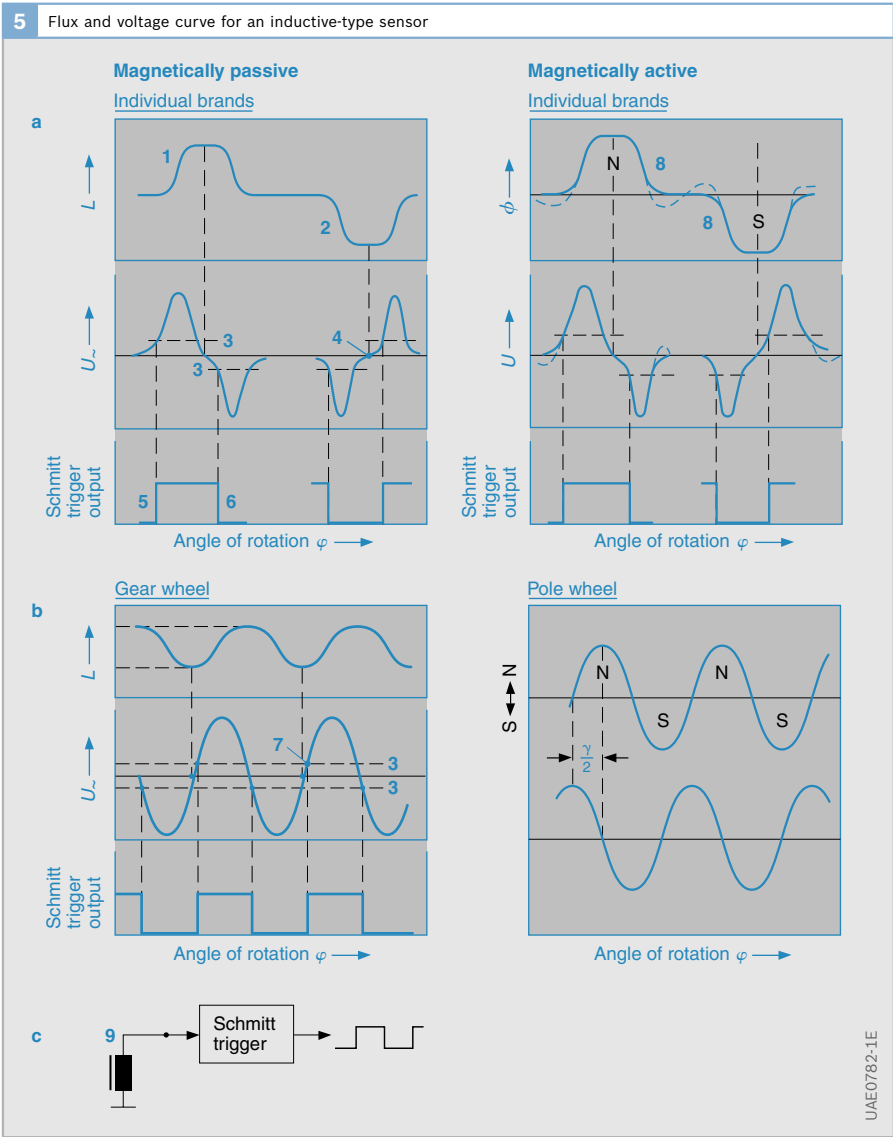 5 Flux and voltage curve for an inductive-type sensor
Magnetically passive
Individual brands
Magnetically active
Individual brands
a
L
1
2
ϕ
N
8
8
S
U~
3
3
4
U
Schmitt
trigger
output
5
6
Schmitt
trigger
output
Angle of rotation φ
Angle of rotation φ
b
Gear wheel
Pole wheel
L
S N
N
N
S
S
γ
2
U~
7
3
3
Schmitt
trigger
output
Angle of rotation φ
Angle of rotation φ
c
9
Schmitt
trigger
UAE0782-1E